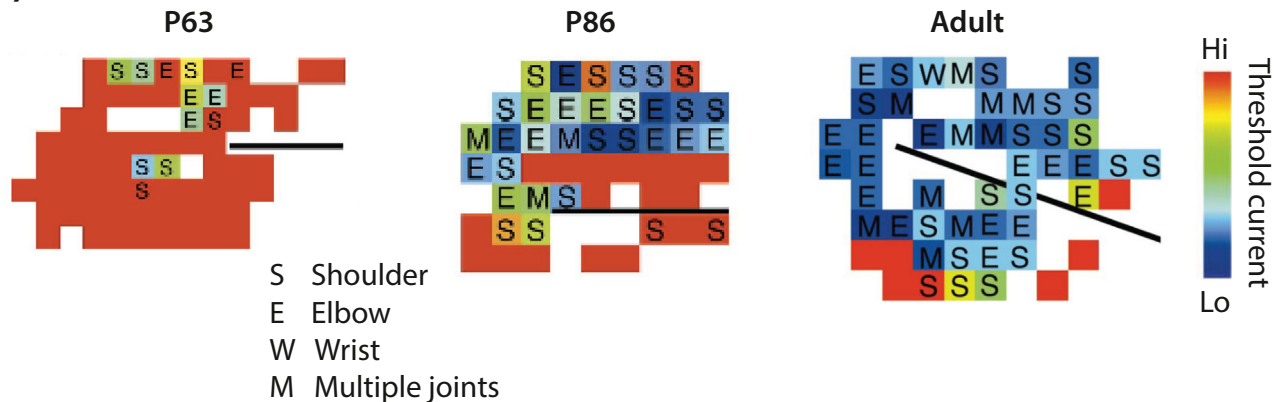 P63
S S E S E
E E
E S
S S
S
P86
S E S S S S
S E E E S E S S
M E E M S S E E E
E S
E M S
S S S S
Adult
E S W M S S
S M M M S S
E E E M M S S S
E E E E E S S
E M S S E
M E S M E E
M S E S
S S S
Hi
Threshold current
Lo
S Shoulder
E Elbow
W Wrist
M Multiple joints